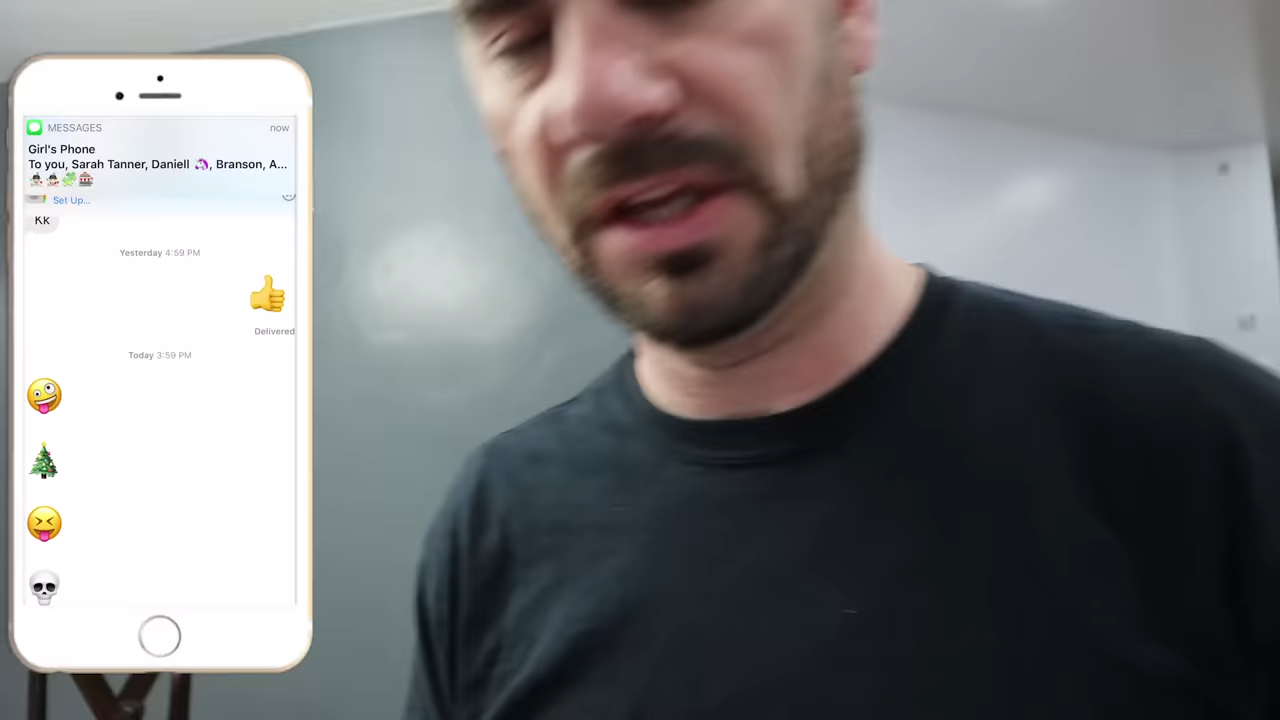 MESSAGES now
Girl's Phone
To you, Sarah Tanner, Daniell 🦄, Branson, A...
Set Up...
KK
Yesterday 4:59 PM
Delivered
Today 3:59 PM